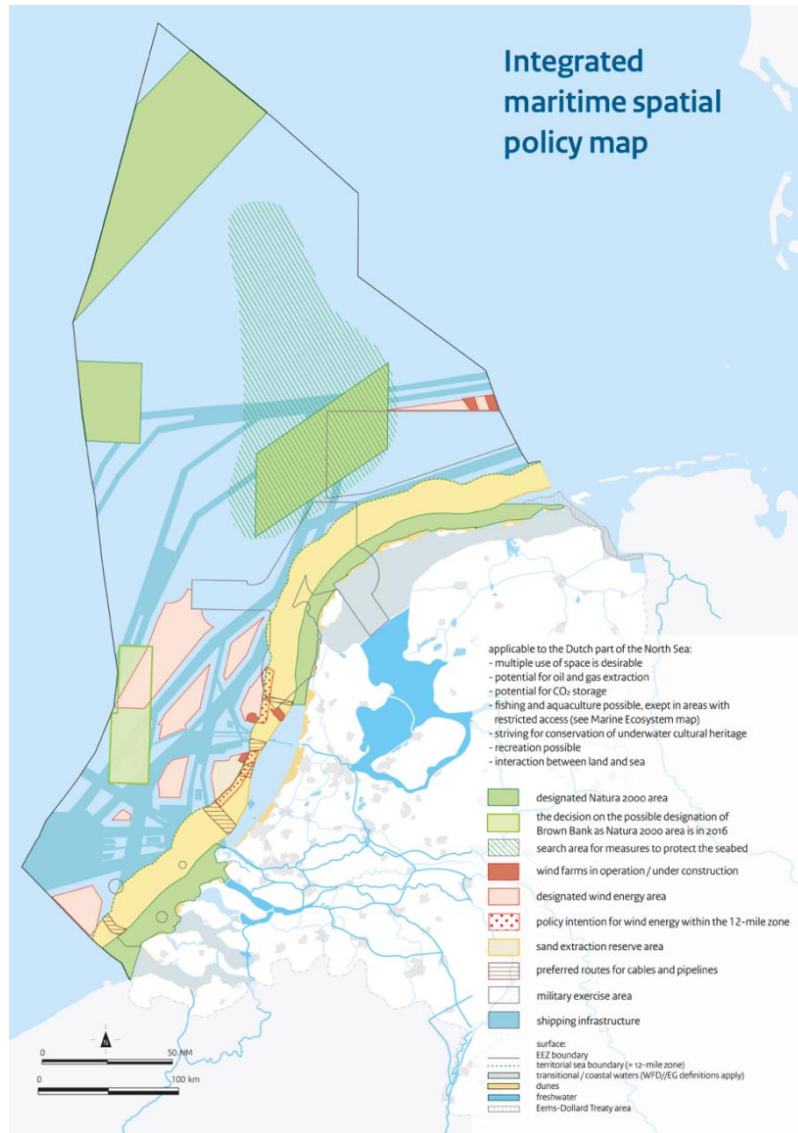 Integrated
maritime spatial
policy map
applicable to the Dutch part of the North Sea:
- multiple use of space is desirable
- potential for oil and gas extraction
- potential for CO₂ storage
- fishing and aquaculture possible, exept in areas with
restricted access (see Marine Ecosystem map)
- striving for conservation of underwater cultural heritage
- recreation possible
- interaction between land and sea
designated Natura 2000 area
the decision on the possible designation of
Brown Bank as Natura 2000 area is in 2016
search area for measures to protect the seabed
wind farms in operation / under construction
designated wind energy area
policy intention for wind energy within the 12-mile zone
sand extraction reserve area
preferred routes for cables and pipelines
military exercise area
shipping infrastructure
surface:
EEZ boundary
territorial sea boundary (= 12-mile zone)
transitional / coastal waters (WFD//EG definitions apply)
dunes
freshwater
Eems-Dollard Treaty area
N
0 50 NM
0 100 km